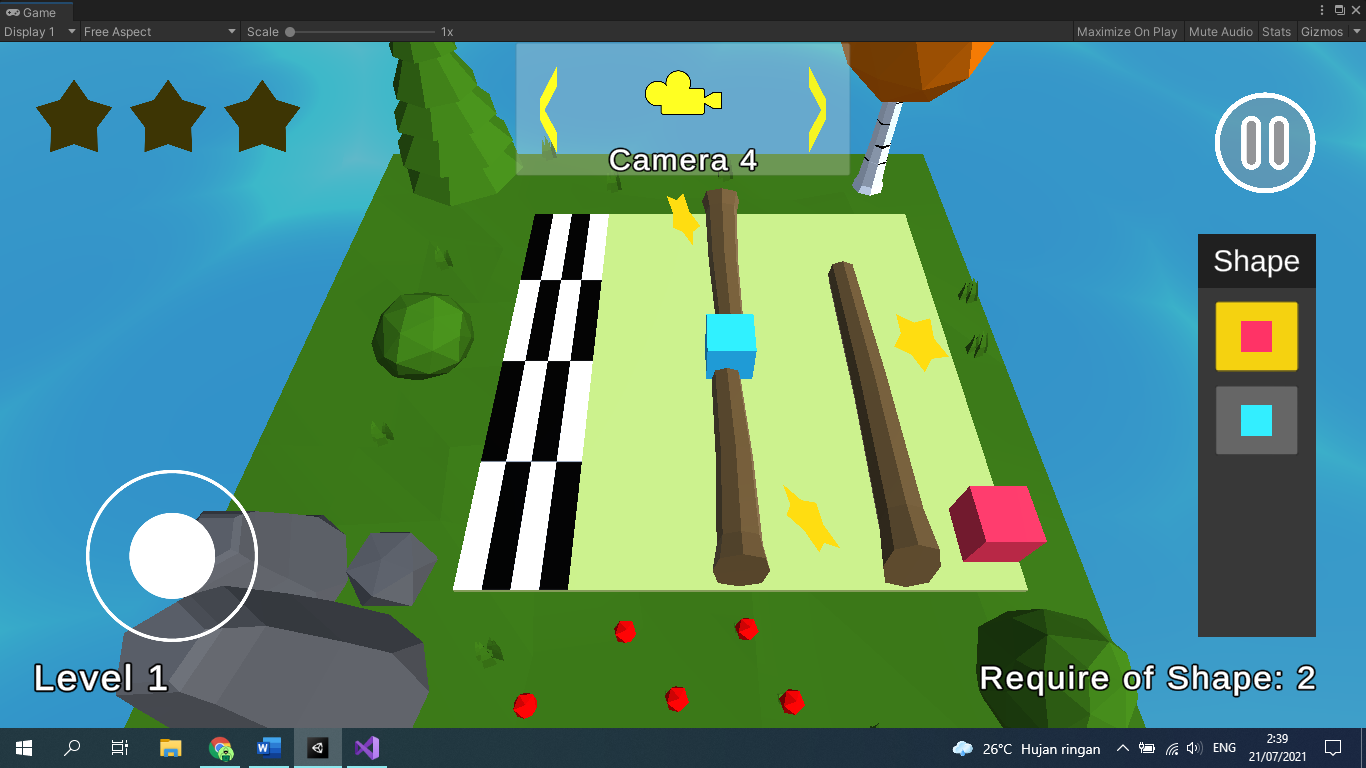 Game
Display 1 Free Aspect Scale 1x Maximize On Play Mute Audio Stats Gizmos
Camera 4
Shape
Level 1
Require of Shape: 2
26°C Hujan ringan ENG 2:39
21/07/2021